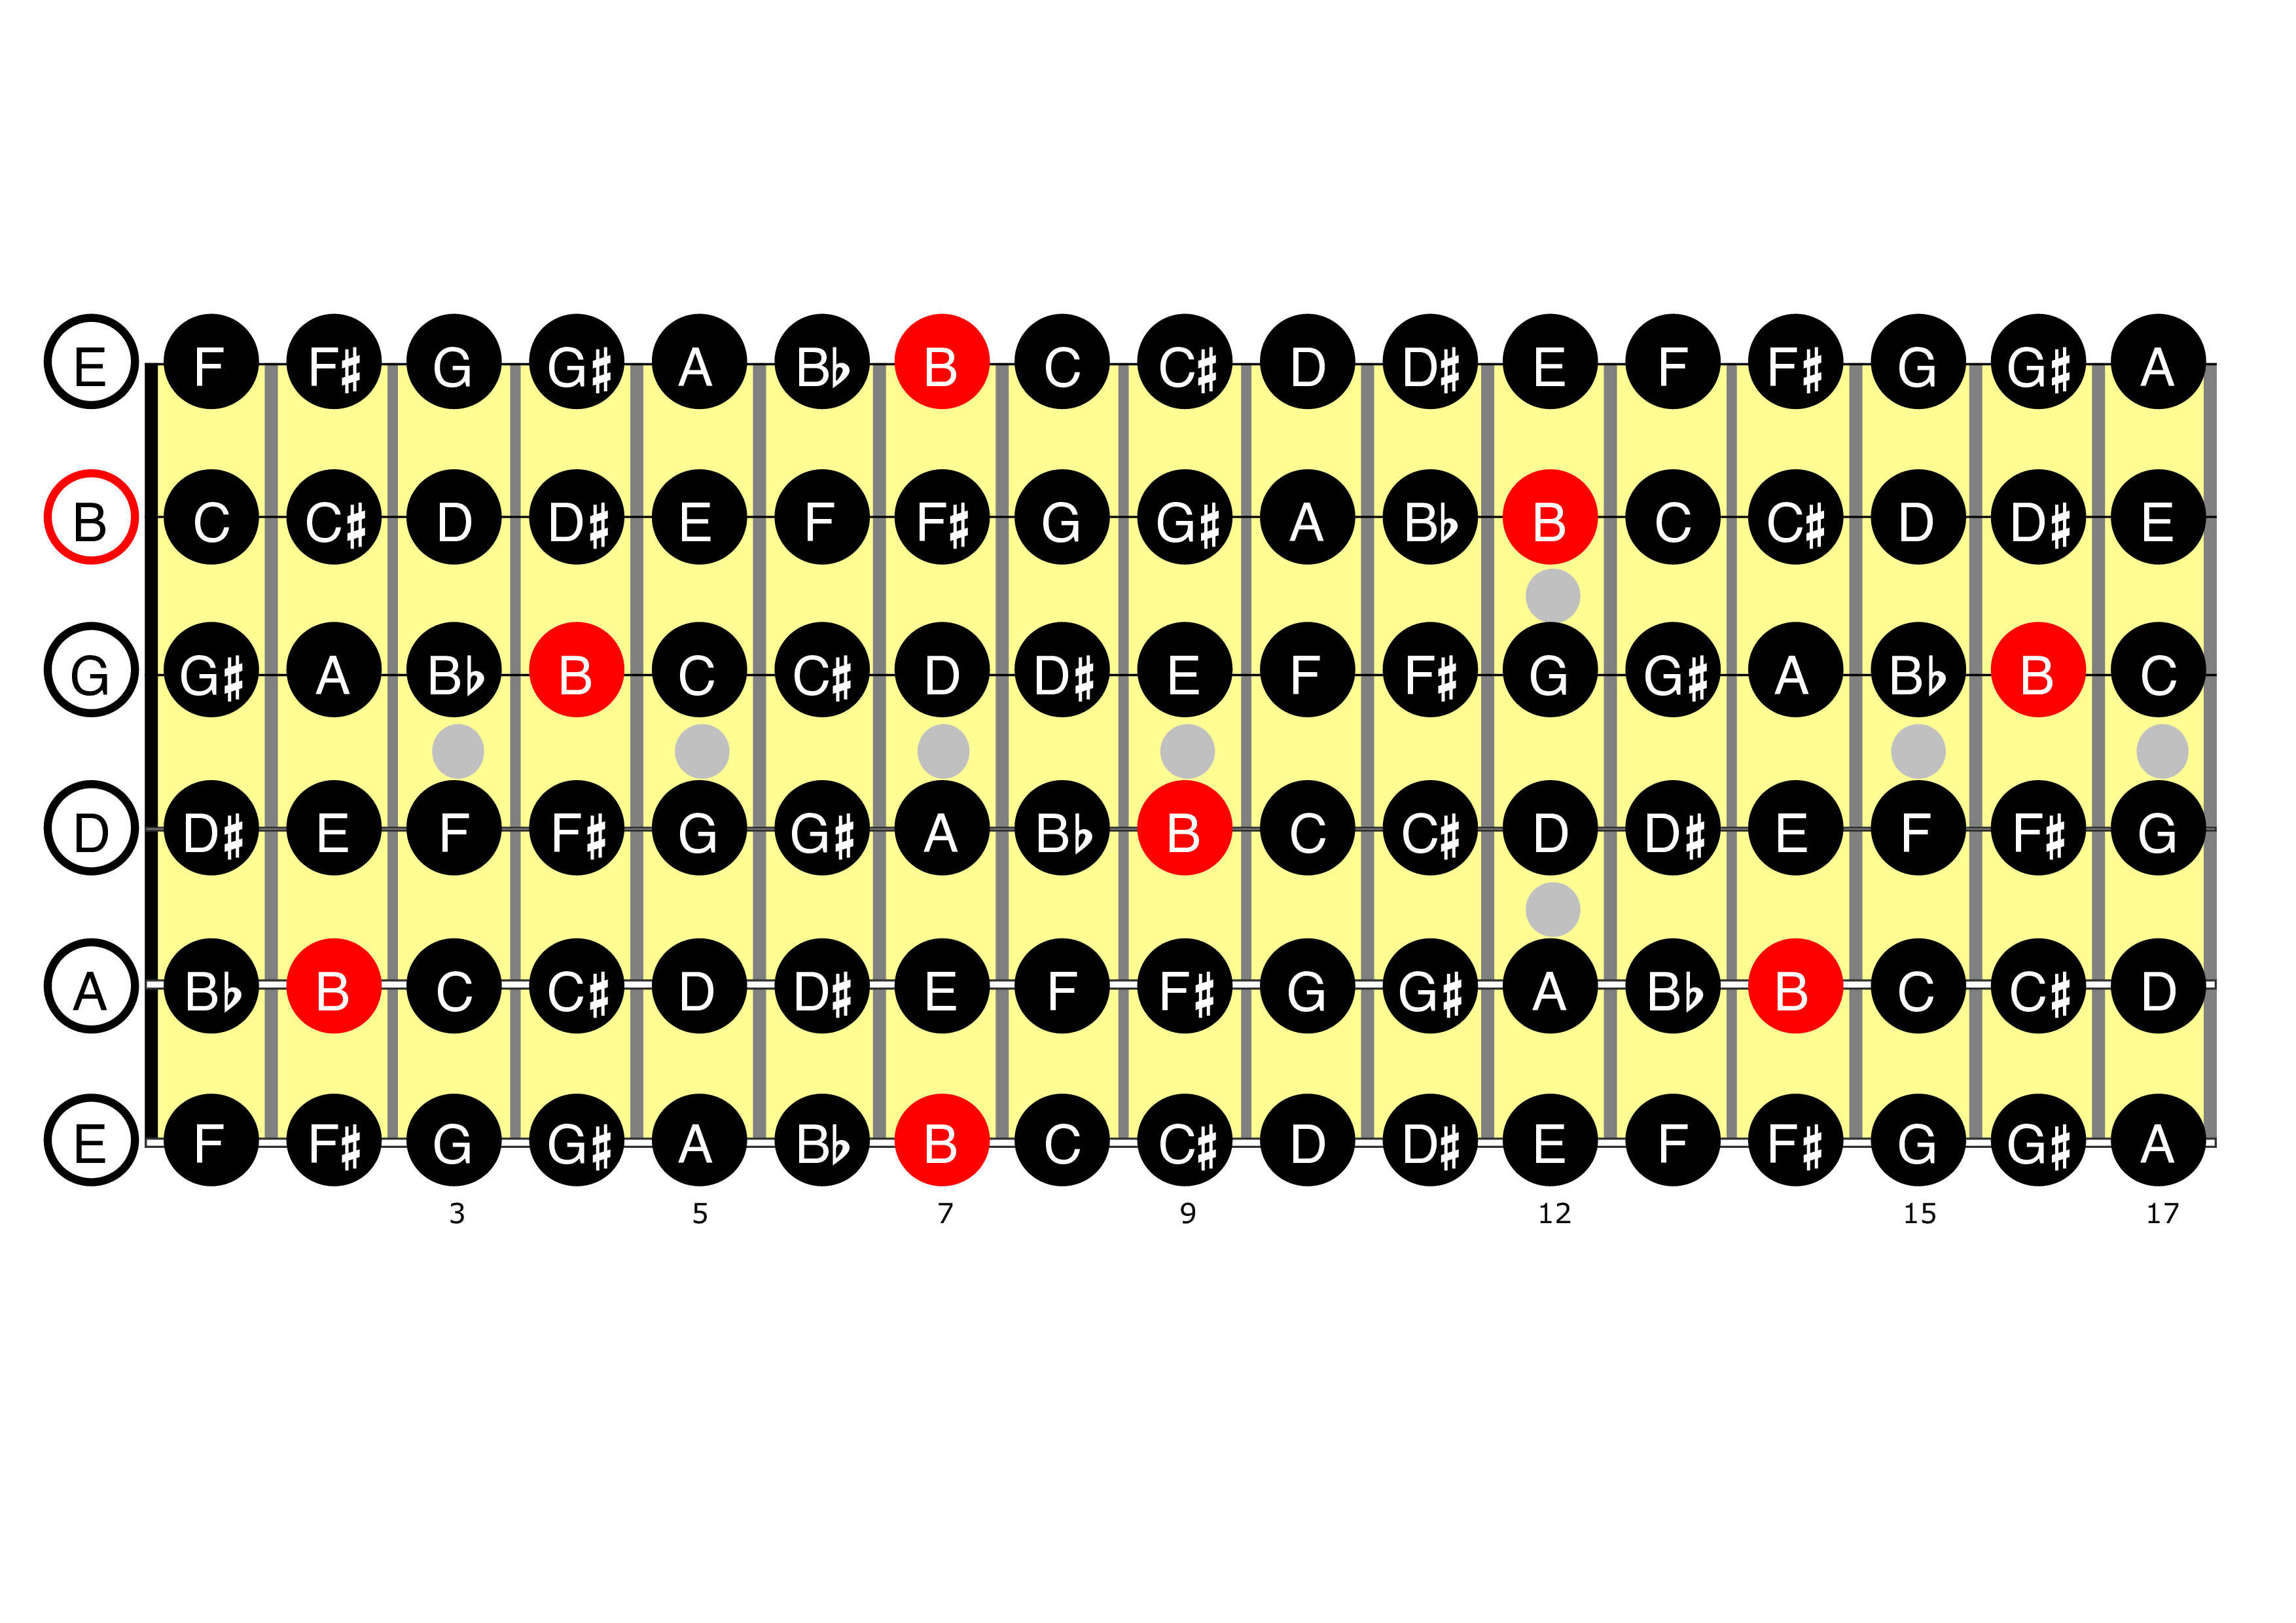 E F F♯ G G♯ A B♭ B C C♯ D D♯ E F F♯ G G♯ A
B C C♯ D D♯ E F F♯ G G♯ A B♭ B C C♯ D D♯ E
G G♯ A B♭ B C C♯ D D♯ E F F♯ G G♯ A B♭ B C
D D♯ E F F♯ G G♯ A B♭ B C C♯ D D♯ E F F♯ G
A B♭ B C C♯ D D♯ E F F♯ G G♯ A B♭ B C C♯ D
E F F♯ G G♯ A B♭ B C C♯ D D♯ E F F♯ G G♯ A
3 5 7 9 12 15 17